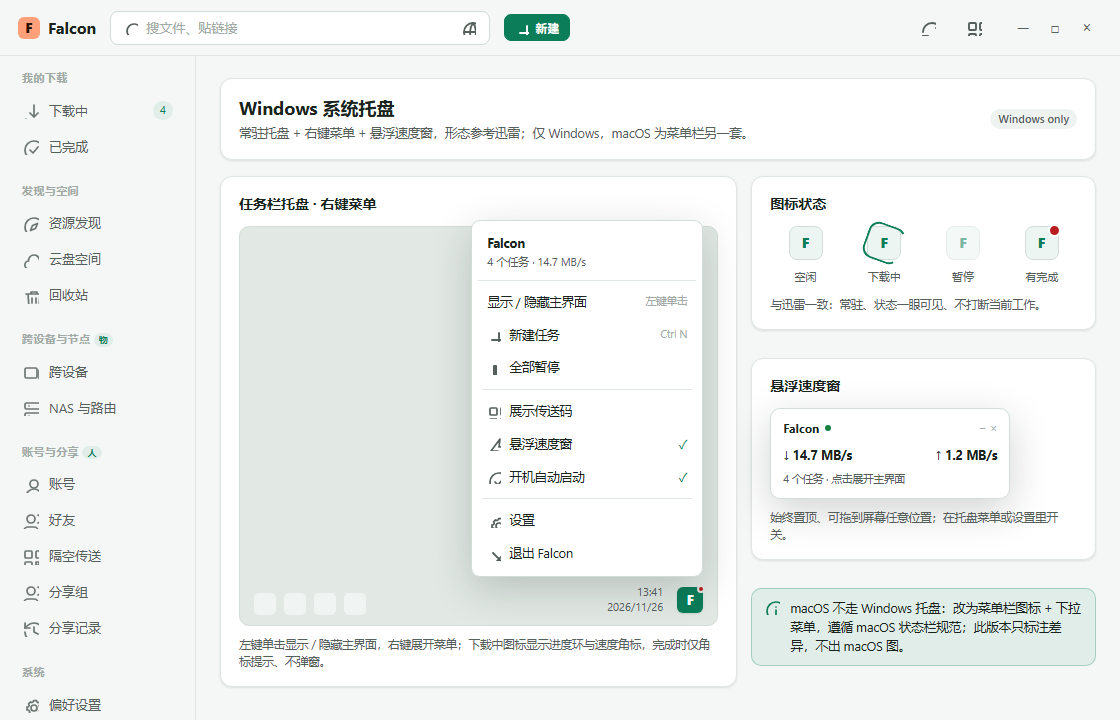 F Falcon
搜文件、贴链接
新建
我的下载
下载中 4
已完成
发现与空间
资源发现
云盘空间
回收站
跨设备与节点 物
跨设备
NAS 与路由
账号与分享 人
账号
好友
隔空传送
分享组
分享记录
系统
偏好设置
Windows 系统托盘
常驻托盘 + 右键菜单 + 悬浮速度窗，形态参考迅雷；仅 Windows，macOS 为菜单栏另一套。
Windows only
任务栏托盘 · 右键菜单
Falcon
4 个任务 · 14.7 MB/s
显示 / 隐藏主界面 左键单击
新建任务 Ctrl N
全部暂停
展示传送码
悬浮速度窗 ✓
开机自动启动 ✓
设置
退出 Falcon
13:41
2026/11/26
F
左键单击显示 / 隐藏主界面，右键展开菜单；下载中图标显示进度环与速度角标，完成时仅角
标提示、不弹窗。
图标状态
F F F F
空闲 下载中 暂停 有完成
与迅雷一致：常驻、状态一眼可见、不打断当前工作。
悬浮速度窗
Falcon
↓ 14.7 MB/s ↑ 1.2 MB/s
4 个任务 · 点击展开主界面
始终置顶、可拖到屏幕任意位置；在托盘菜单或设置里开
关。
macOS 不走 Windows 托盘：改为菜单栏图标 + 下拉
菜单，遵循 macOS 状态栏规范；此版本只标注差
异，不出 macOS 图。